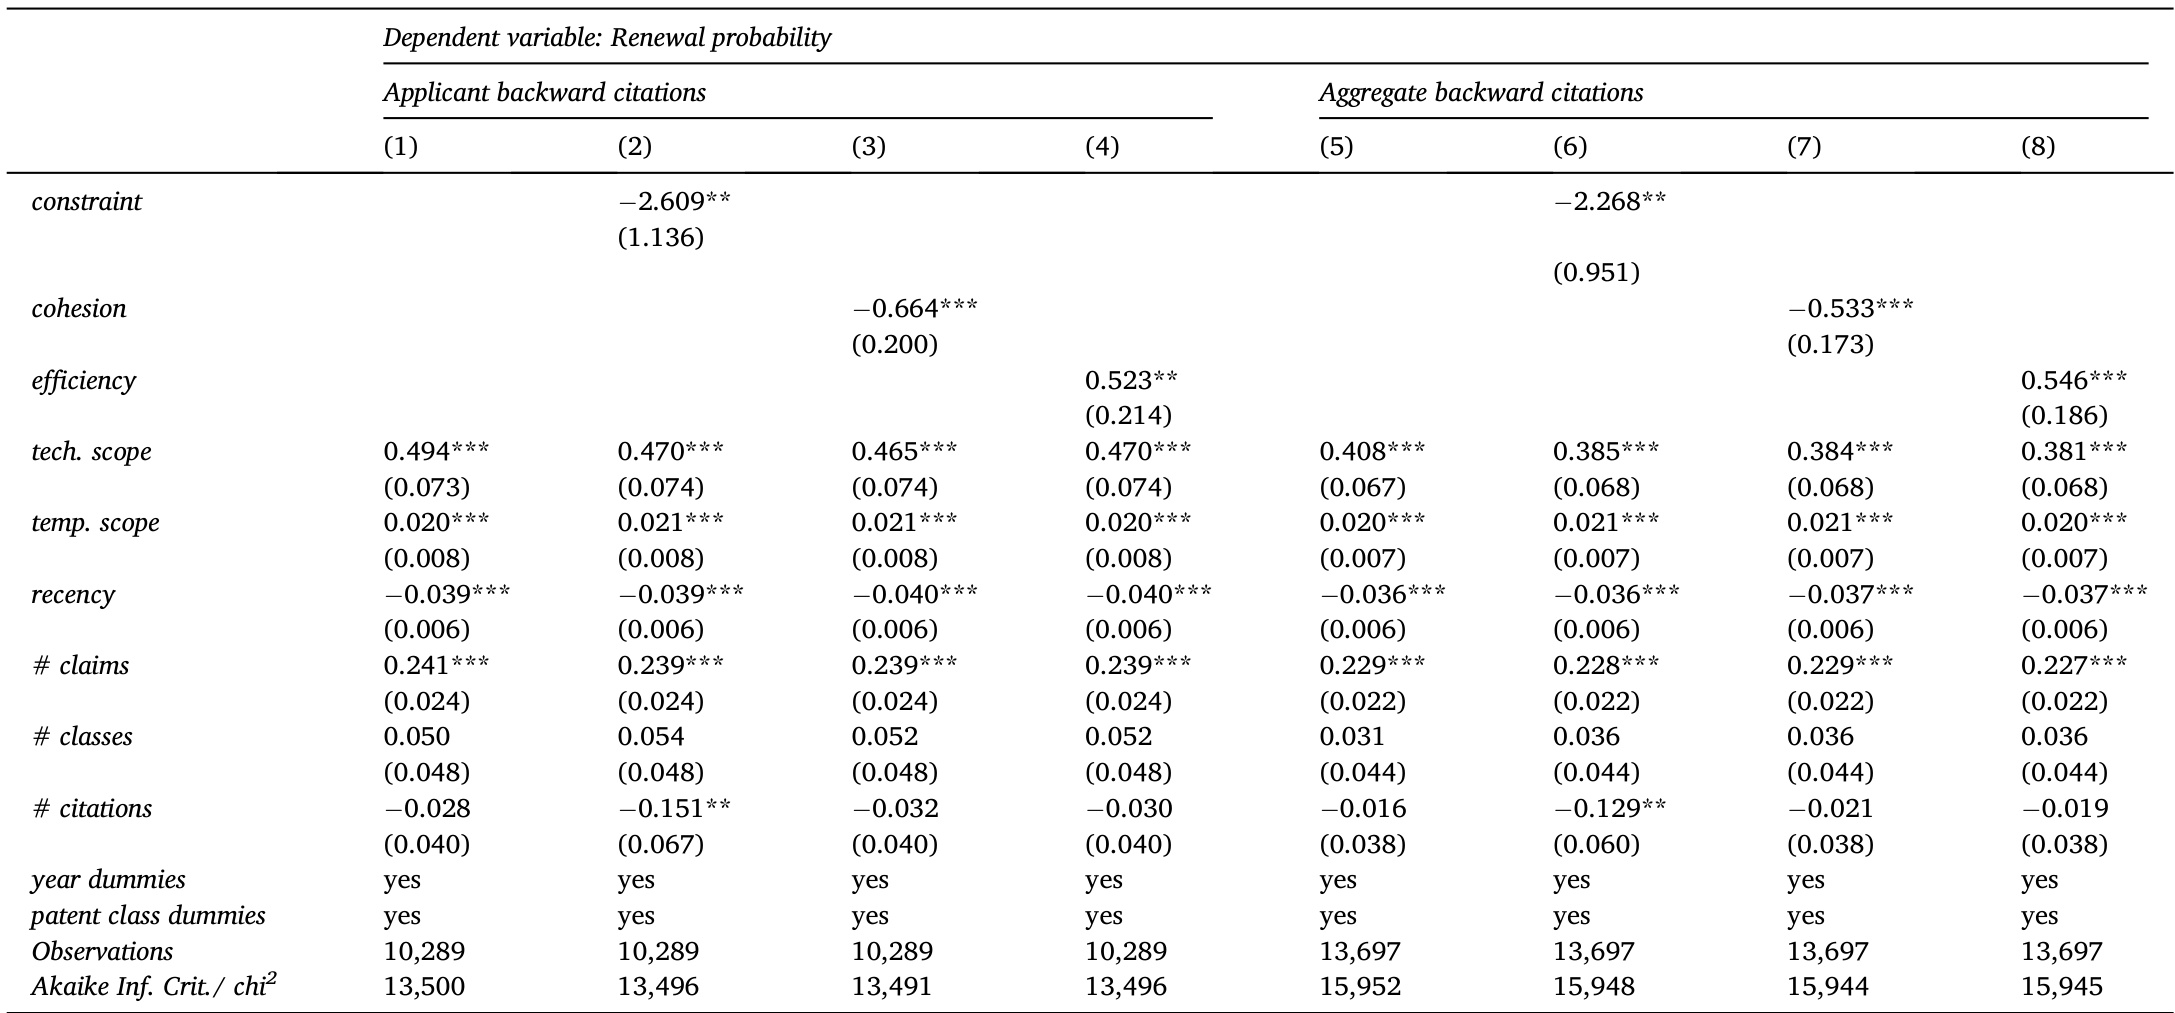 Dependent variable: Renewal probability
Applicant backward citations Aggregate backward citations
(1) (2) (3) (4) (5) (6) (7) (8)
constraint −2.609** −2.268**
(1.136)
(0.951)
cohesion −0.664*** −0.533***
(0.200) (0.173)
efficiency 0.523** 0.546***
(0.214) (0.186)
tech. scope 0.494*** 0.470*** 0.465*** 0.470*** 0.408*** 0.385*** 0.384*** 0.381***
(0.073) (0.074) (0.074) (0.074) (0.067) (0.068) (0.068) (0.068)
temp. scope 0.020*** 0.021*** 0.021*** 0.020*** 0.020*** 0.021*** 0.021*** 0.020***
(0.008) (0.008) (0.008) (0.008) (0.007) (0.007) (0.007) (0.007)
recency −0.039*** −0.039*** −0.040*** −0.040*** −0.036*** −0.036*** −0.037*** −0.037***
(0.006) (0.006) (0.006) (0.006) (0.006) (0.006) (0.006) (0.006)
# claims 0.241*** 0.239*** 0.239*** 0.239*** 0.229*** 0.228*** 0.229*** 0.227***
(0.024) (0.024) (0.024) (0.024) (0.022) (0.022) (0.022) (0.022)
# classes 0.050 0.054 0.052 0.052 0.031 0.036 0.036 0.036
(0.048) (0.048) (0.048) (0.048) (0.044) (0.044) (0.044) (0.044)
# citations −0.028 −0.151** −0.032 −0.030 −0.016 −0.129** −0.021 −0.019
(0.040) (0.067) (0.040) (0.040) (0.038) (0.060) (0.038) (0.038)
year dummies yes yes yes yes yes yes yes yes
patent class dummies yes yes yes yes yes yes yes yes
Observations 10,289 10,289 10,289 10,289 13,697 13,697 13,697 13,697
Akaike Inf. Crit./ chi² 13,500 13,496 13,491 13,496 15,952 15,948 15,944 15,945